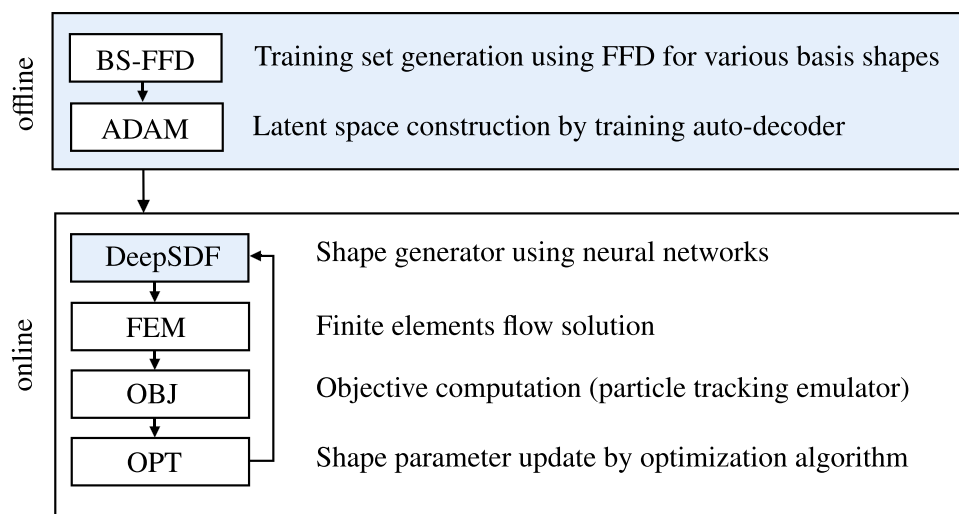 offline
BS-FFD Training set generation using FFD for various basis shapes
ADAM Latent space construction by training auto-decoder
online
DeepSDF Shape generator using neural networks
FEM Finite elements flow solution
OBJ Objective computation (particle tracking emulator)
OPT Shape parameter update by optimization algorithm